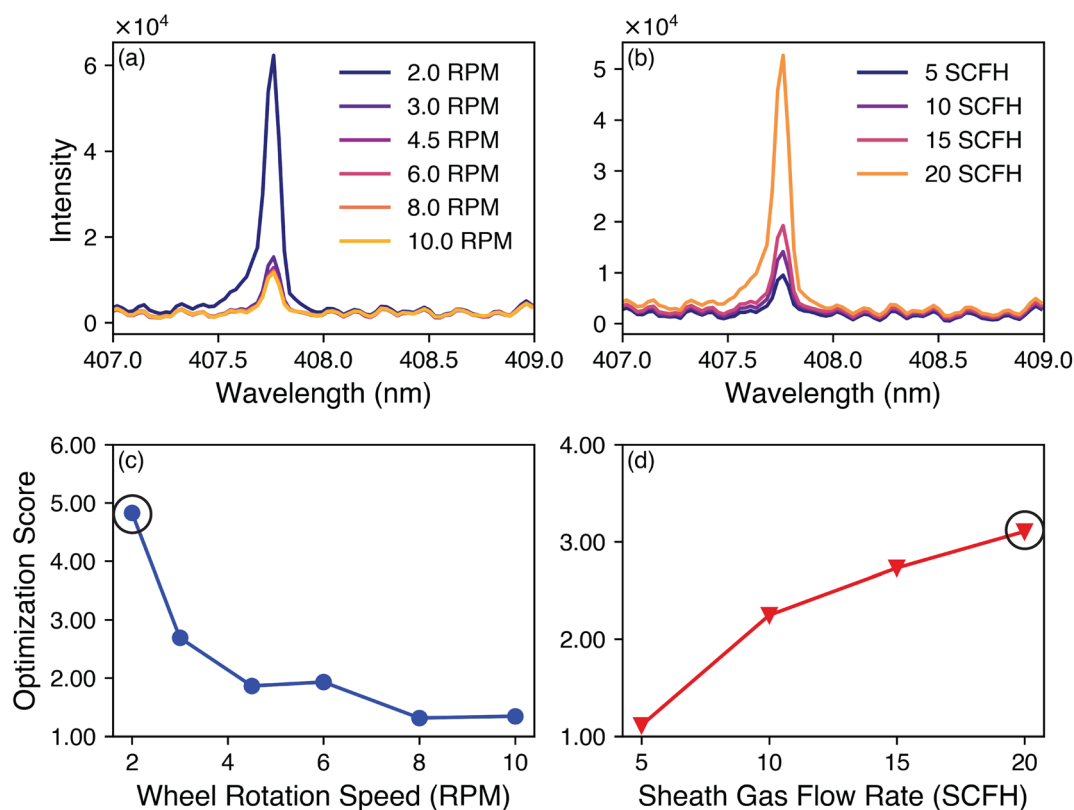 ×10⁴
(a)
6
4
2
0
Intensity
2.0 RPM
3.0 RPM
4.5 RPM
6.0 RPM
8.0 RPM
10.0 RPM
407.0 407.5 408.0 408.5 409.0
Wavelength (nm)
×10⁴
(b)
5
4
3
2
1
0
5 SCFH
10 SCFH
15 SCFH
20 SCFH
407.0 407.5 408.0 408.5 409.0
Wavelength (nm)
(c)
6.00
5.00
4.00
3.00
2.00
1.00
Optimization Score
2 4 6 8 10
Wheel Rotation Speed (RPM)
(d)
4.00
3.00
2.00
1.00
5 10 15 20
Sheath Gas Flow Rate (SCFH)